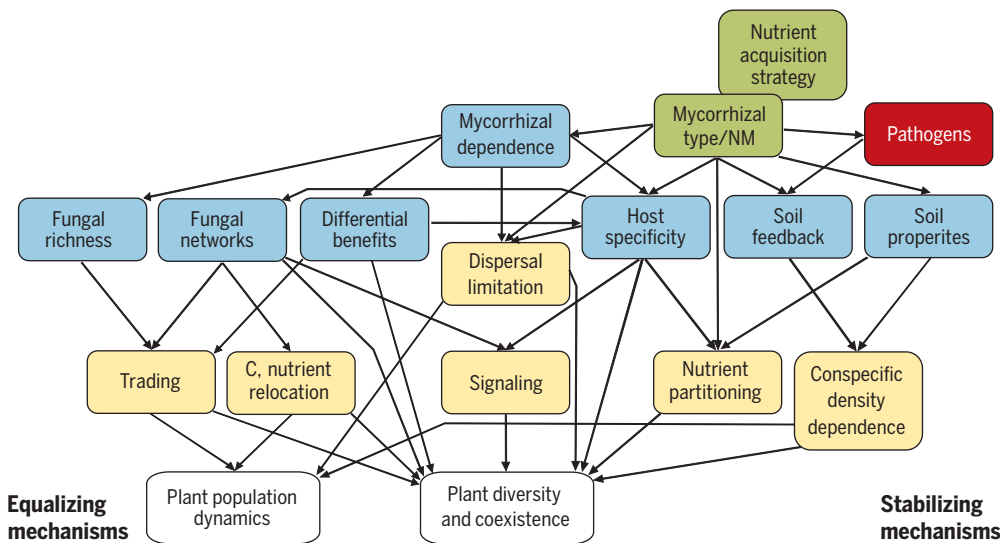 Nutrient
acquisition
strategy
Mycorrhizal
dependence
Mycorrhizal
type/NM
Pathogens
Fungal
richness
Fungal
networks
Differential
benefits
Host
specificity
Soil
feedback
Soil
properites
Dispersal
limitation
Trading
C, nutrient
relocation
Signaling
Nutrient
partitioning
Conspecific
density
dependence
Equalizing
mechanisms
Plant population
dynamics
Plant diversity
and coexistence
Stabilizing
mechanisms